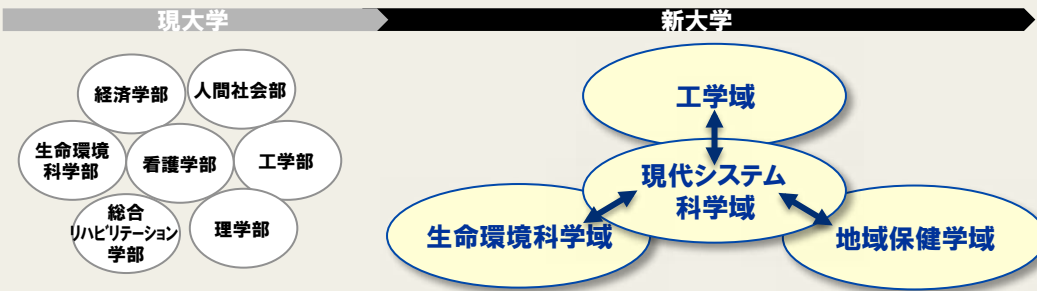 現大学
新大学
経済学部
人間社会部
生命環境
科学部
看護学部
工学部
総合
リハビリテーション
学部
理学部
工学域
現代システム
科学域
生命環境科学域
地域保健学域